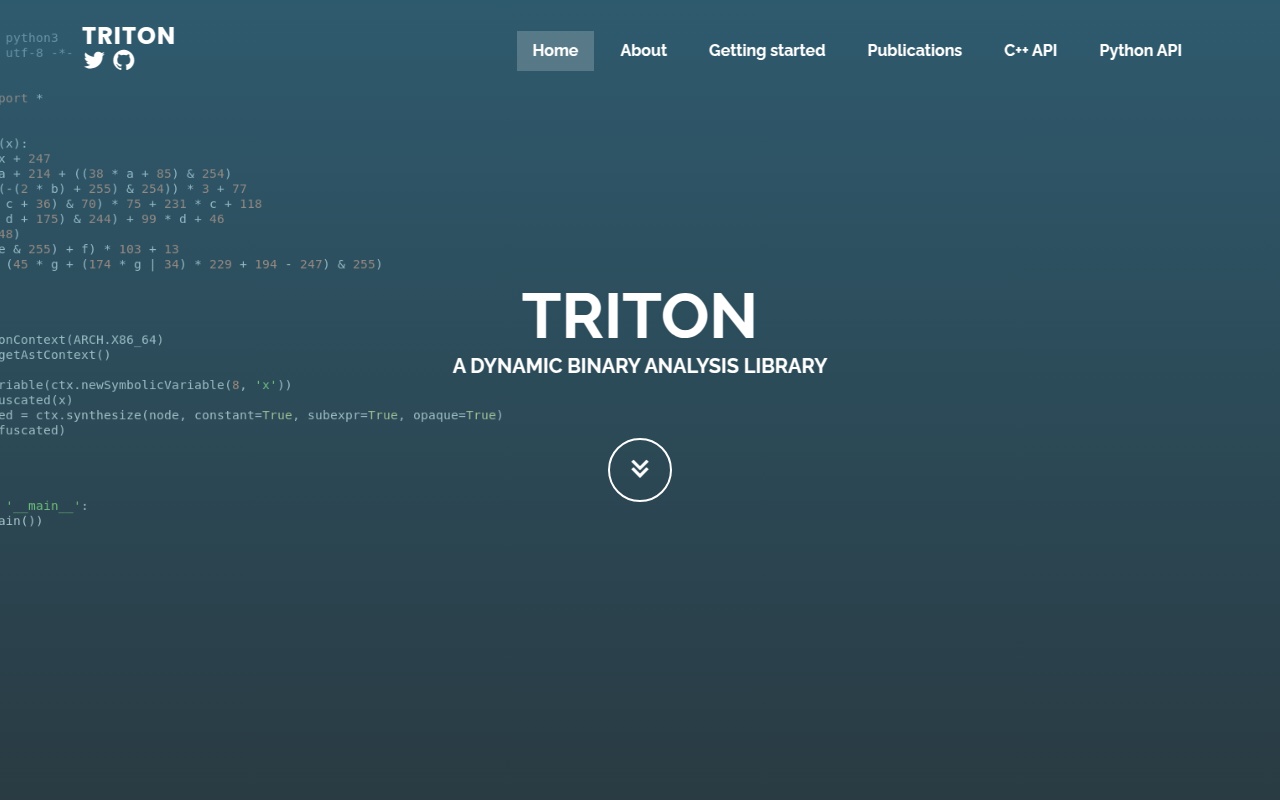 TRITON
Home About Getting started Publications C++ API Python API
python3
utf-8 -*-
port *
(x):
x + 247
a + 214 + ((38 * a + 85) & 254)
(-(2 * b) + 255) & 254)) * 3 + 77
c + 36) & 70) * 75 + 231 * c + 118
d + 175) & 244) + 99 * d + 46
48)
e & 255) + f) * 103 + 13
(45 * g + (174 * g | 34) * 229 + 194 - 247) & 255)
TRITON
A DYNAMIC BINARY ANALYSIS LIBRARY
onContext(ARCH.X86_64)
getAstContext()
riable(ctx.newSymbolicVariable(8, 'x'))
uscated(x)
ed = ctx.synthesize(node, constant=True, subexpr=True, opaque=True)
fuscated)
'__main__':
ain())